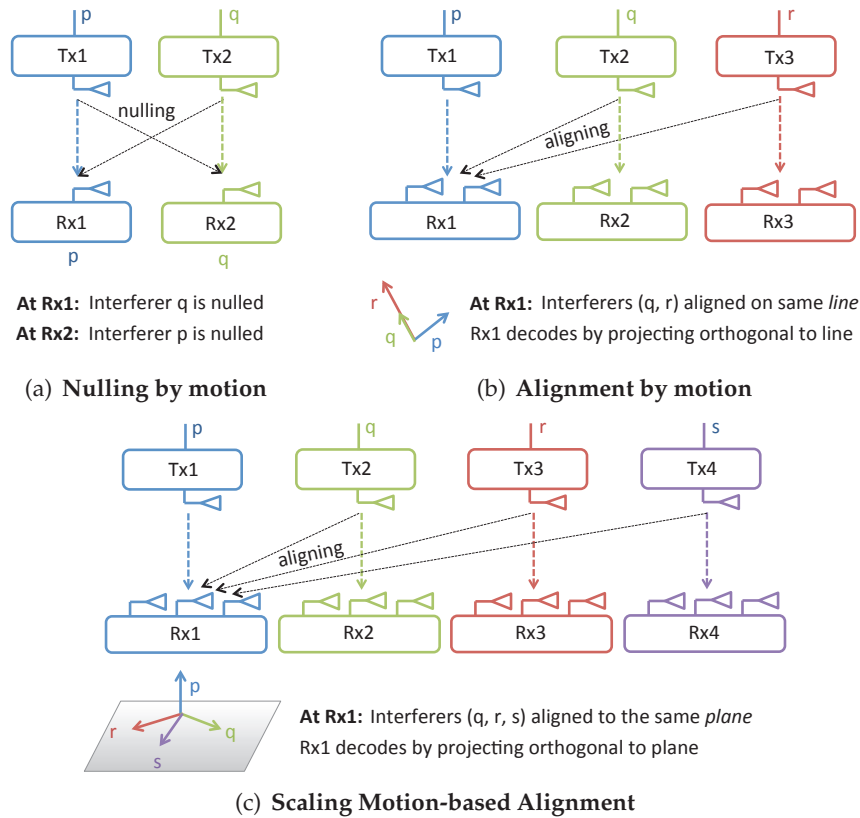 p q p q r
Tx1 Tx2 Tx1 Tx2 Tx3
nulling
aligning
Rx1 Rx2 Rx1 Rx2 Rx3
p q
At Rx1: Interferer q is nulled
At Rx2: Interferer p is nulled
r
q
p
At Rx1: Interferers (q, r) aligned on same line
Rx1 decodes by projecting orthogonal to line
(a) Nulling by motion
(b) Alignment by motion
p q r s
Tx1 Tx2 Tx3 Tx4
aligning
Rx1 Rx2 Rx3 Rx4
p
r
q
s
At Rx1: Interferers (q, r, s) aligned to the same plane
Rx1 decodes by projecting orthogonal to plane
(c) Scaling Motion-based Alignment